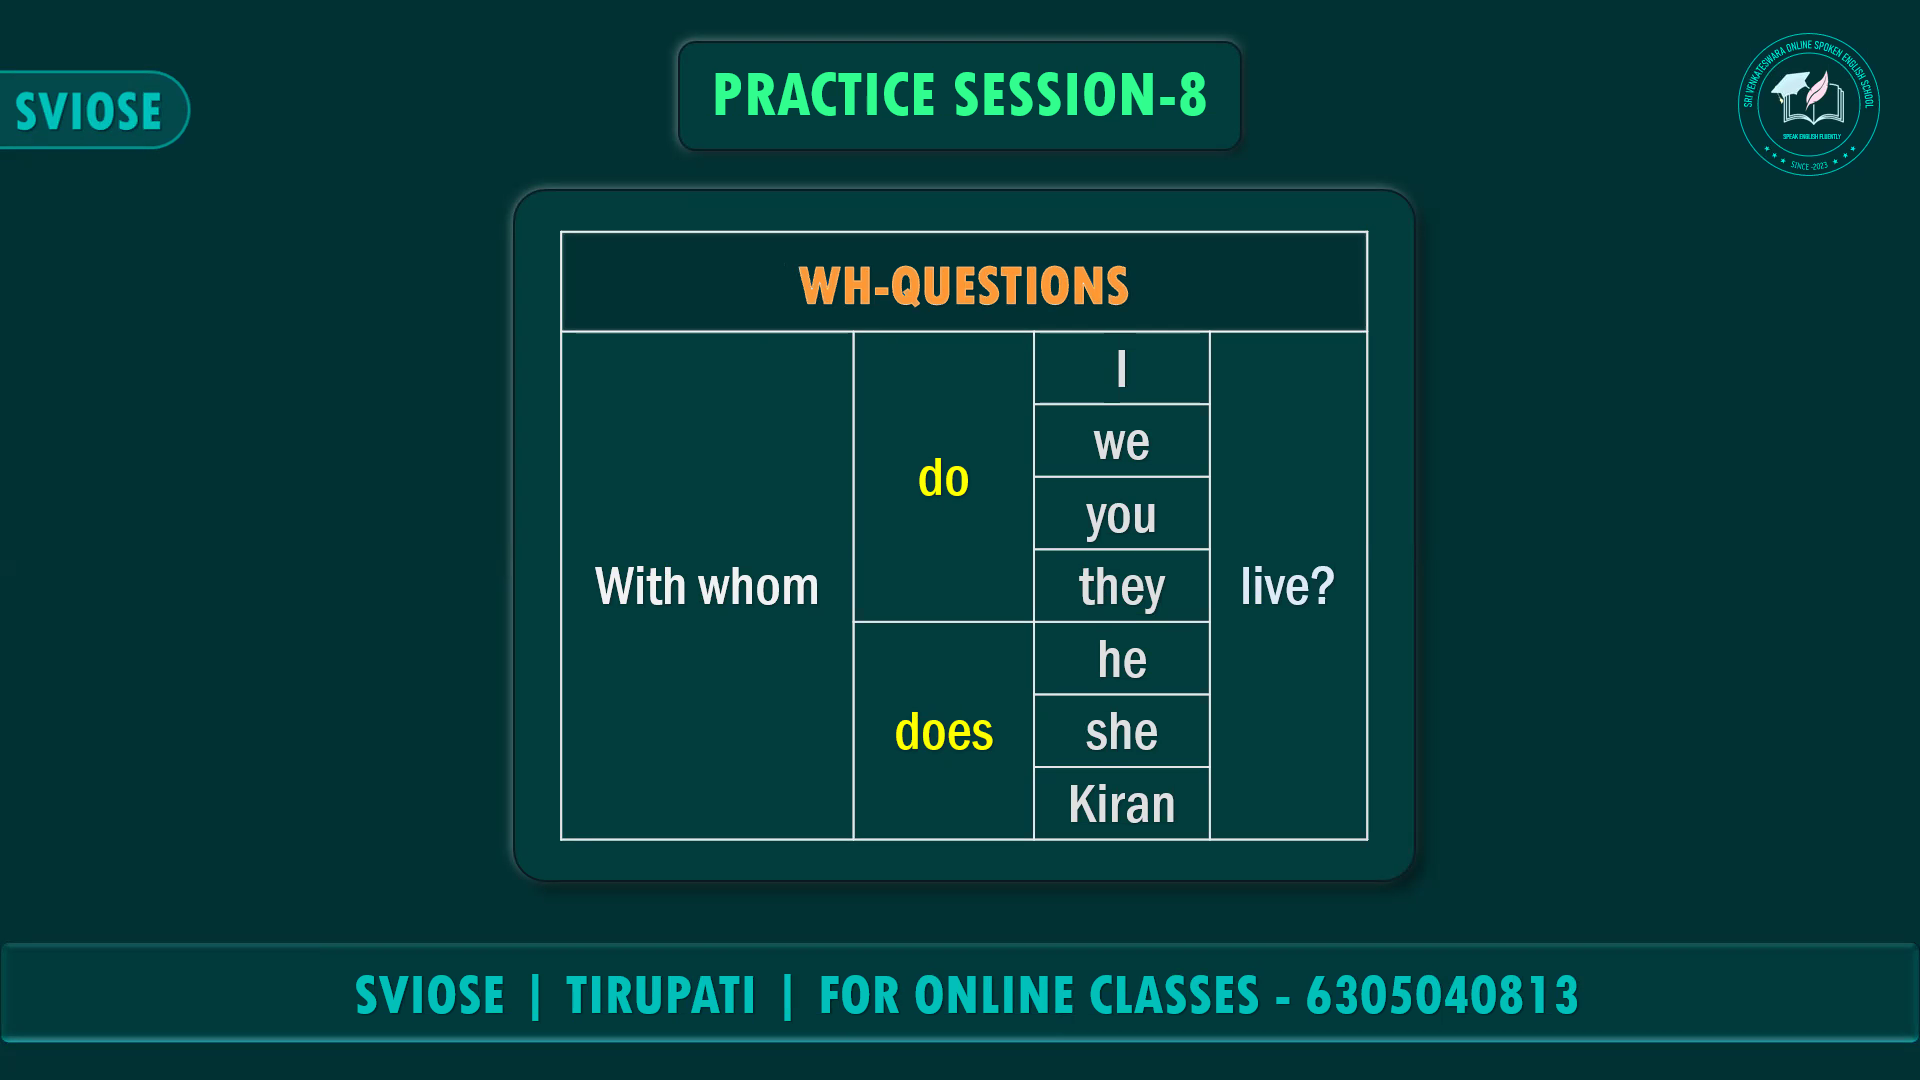 PRACTICE SESSION-8
SVIOSE
SRI VENKATESWARA ONLINE SPOKEN ENGLISH SCHOOL
SPEAK ENGLISH FLUENTLY
SINCE -2023
WH-QUESTIONS
With whom
do
I
we
you
they
does
he
she
Kiran
live?
SVIOSE | TIRUPATI | FOR ONLINE CLASSES - 6305040813